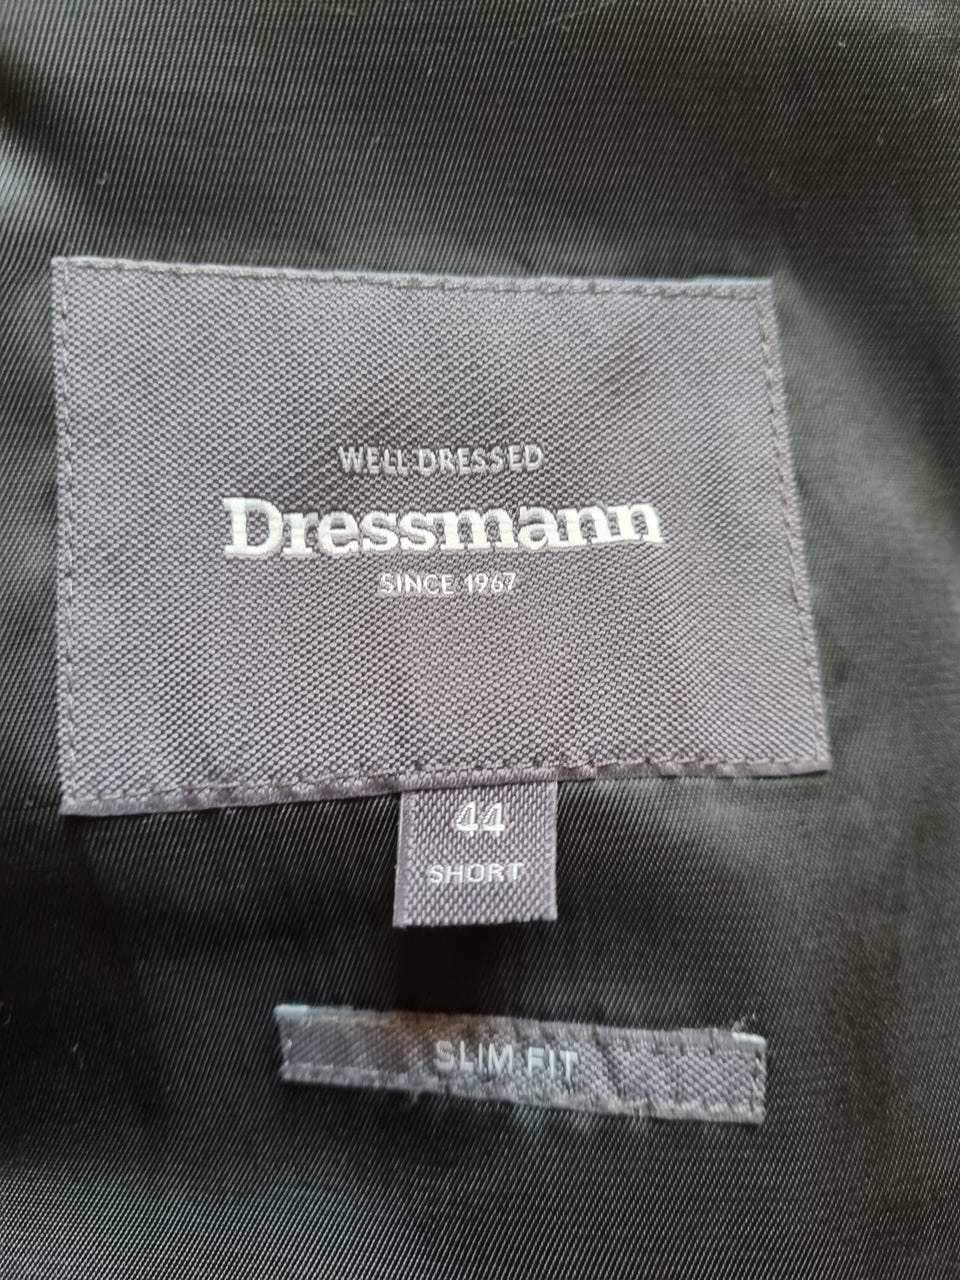 WELL DRESSED
Dressmann
SINCE 1967
44
SHORT
SLIM FIT